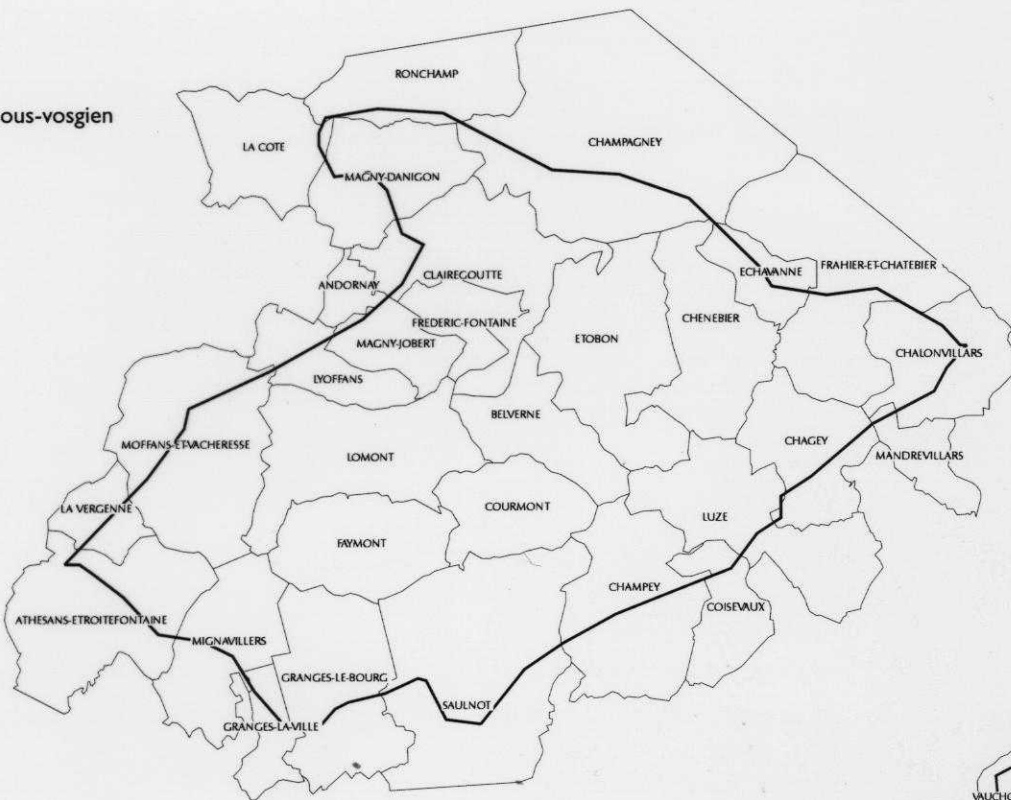 ous-vosgien
RONCHAMP
LA COTE
CHAMPAGNEY
MAGNY-DANIGON
ECHAVANNE
FRAHIER-ET-CHATEBIER
ANDORNAY
CLAIREGOUTTE
FREDERIC-FONTAINE
CHENEBIER
ETOBON
MAGNY-JOBERT
CHALONVILLARS
LYOFFANS
BELVERNE
MOFFANS-ET-VACHERESSE
CHAGEY
LOMONT
MANDREVILLARS
LA VERGENNE
COURMONT
LUZE
FAYMONT
CHAMPEY
COISEVAUX
ATHESANS-ETROITEFONTAINE
MIGNAVILLERS
GRANGES-LE-BOURG
SAULNOT
GRANGES-LA-VILLE
VAUCHO